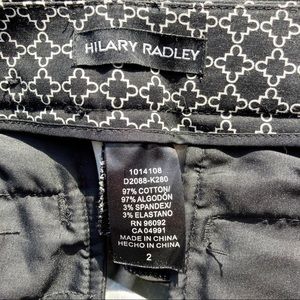 HILARY RADLEY
1014108
D2088-K280
97% COTTON/
97% ALGODÓN
3% SPANDEX/
3% ELASTANO
RN 96092
CA 04991
MADE IN CHINA
HECHO IN CHINA
2